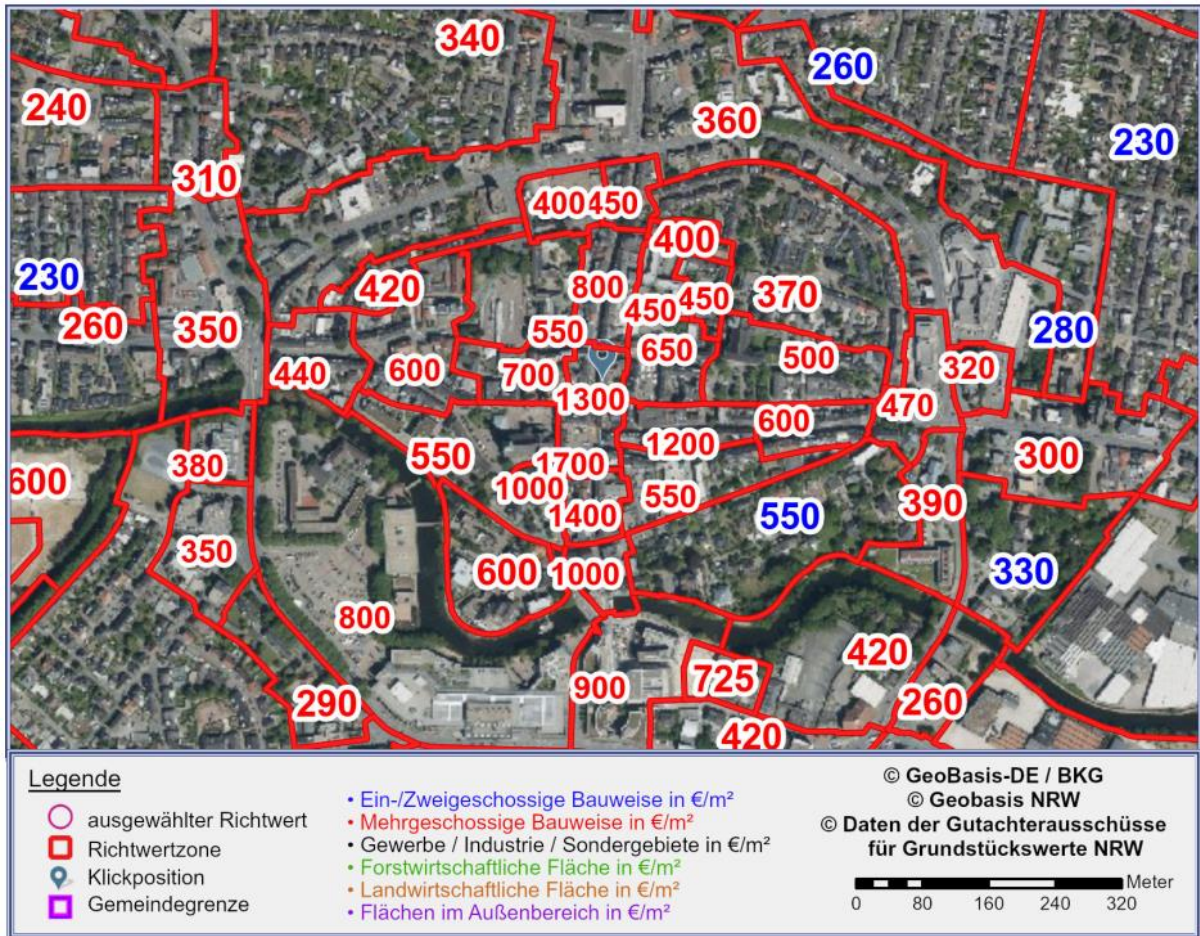 340
260
240
360
230
310
400 450
400
230
420
800
370
450
450
260
350
550
280
650
500
320
600
700
440
1300
470
600
1200
300
550
380
1700
600
1000
550
390
1400
550
350
600
1000
330
800
420
725
900
290
260
420
Legende
ausgewählter Richtwert
Richtwertzone
Klickposition
Gemeindegrenze
• Ein-/Zweigeschossige Bauweise in €/m²
• Mehrgeschossige Bauweise in €/m²
• Gewerbe / Industrie / Sondergebiete in €/m²
• Forstwirtschaftliche Fläche in €/m²
• Landwirtschaftliche Fläche in €/m²
• Flächen im Außenbereich in €/m²
© GeoBasis-DE / BKG
© Geobasis NRW
© Daten der Gutachterausschüsse
für Grundstückswerte NRW
Meter
0 80 160 240 320